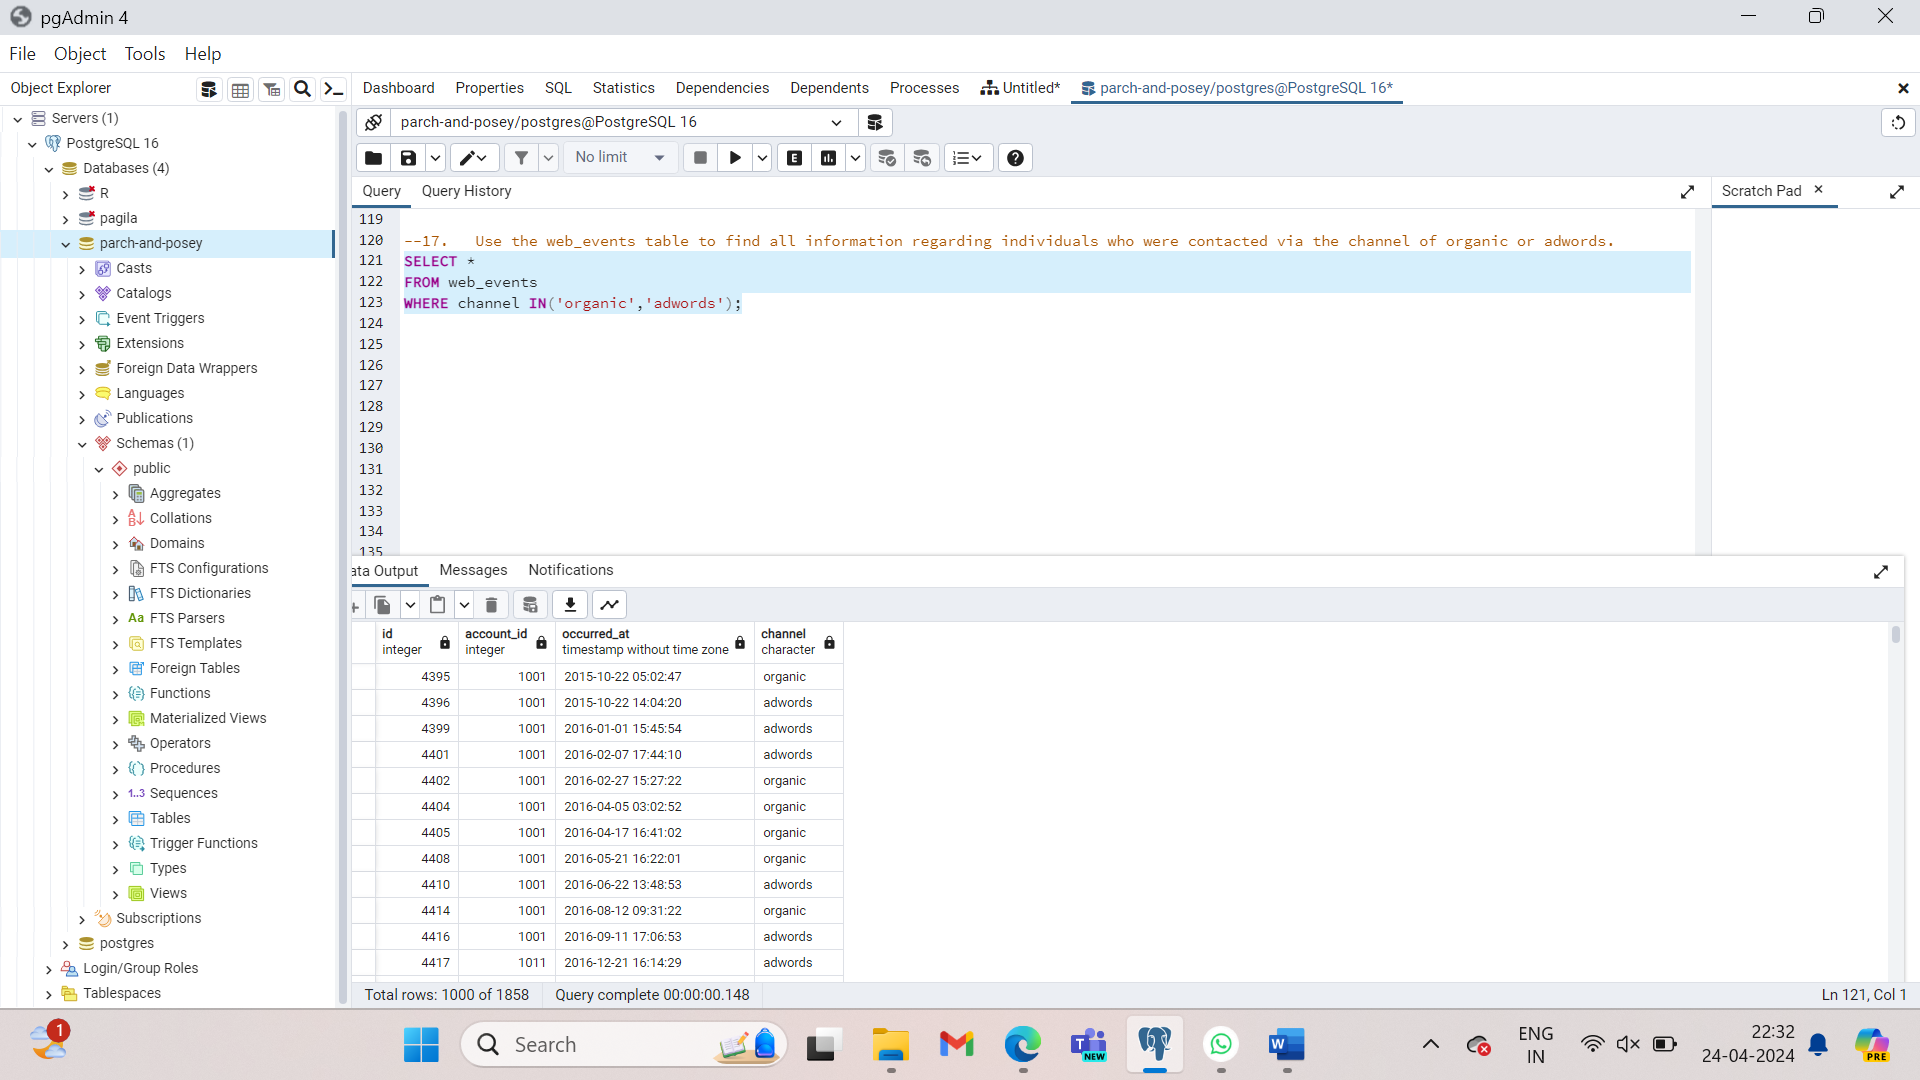 pgAdmin 4
File Object Tools Help
Object Explorer
Dashboard Properties SQL Statistics Dependencies Dependents Processes Untitled* parch-and-posey/postgres@PostgreSQL 16*
Servers (1)
PostgreSQL 16
Databases (4)
R
pagila
parch-and-posey
Casts
Catalogs
Event Triggers
Extensions
Foreign Data Wrappers
Languages
Publications
Schemas (1)
public
Aggregates
Collations
Domains
FTS Configurations
FTS Dictionaries
Aa FTS Parsers
FTS Templates
Foreign Tables
Functions
Materialized Views
Operators
Procedures
1..3 Sequences
Tables
Trigger Functions
Types
Views
Subscriptions
postgres
Login/Group Roles
Tablespaces
parch-and-posey/postgres@PostgreSQL 16
No limit
E
Query Query History
Scratch Pad
119
120 --17. Use the web_events table to find all information regarding individuals who were contacted via the channel of organic or adwords.
121 SELECT *
122 FROM web_events
123 WHERE channel IN('organic','adwords');
124
125
126
127
128
129
130
131
132
133
134
135
ata Output Messages Notifications
id account_id occurred_at channel
integer integer timestamp without time zone character
4395 1001 2015-10-22 05:02:47 organic
4396 1001 2015-10-22 14:04:20 adwords
4399 1001 2016-01-01 15:45:54 adwords
4401 1001 2016-02-07 17:44:10 adwords
4402 1001 2016-02-27 15:27:22 organic
4404 1001 2016-04-05 03:02:52 organic
4405 1001 2016-04-17 16:41:02 organic
4408 1001 2016-05-21 16:22:01 organic
4410 1001 2016-06-22 13:48:53 adwords
4414 1001 2016-08-12 09:31:22 organic
4416 1001 2016-09-11 17:06:53 adwords
4417 1011 2016-12-21 16:14:29 adwords
Total rows: 1000 of 1858 Query complete 00:00:00.148 Ln 121, Col 1
1
Search
NEW
ENG
IN
22:32
24-04-2024
PRE